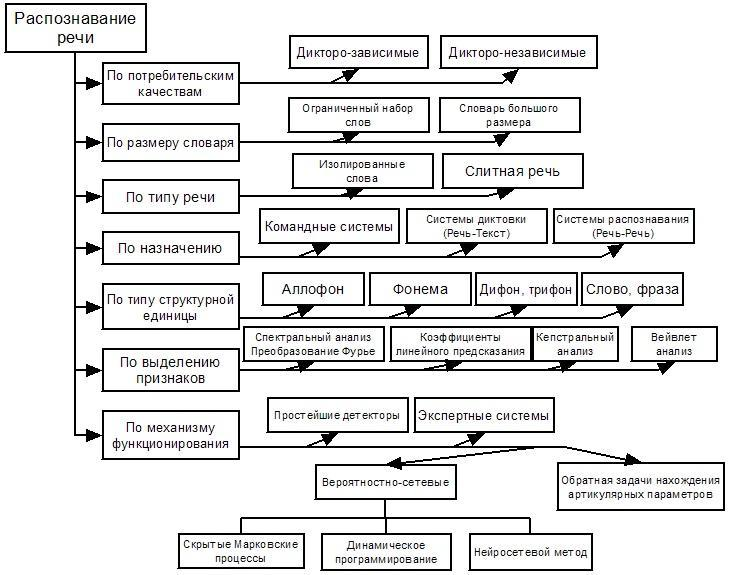 Распознавание
речи
Дикторо-зависимые
Дикторо-независимые
По потребительским
качествам
Ограниченный набор
слов
Словарь большого
размера
По размеру словаря
Изолированные
слова
Слитная речь
По типу речи
Командные системы
Системы диктовки
(Речь-Текст)
Системы распознавания
(Речь-Речь)
По назначению
Аллофон
Фонема
Дифон, трифон
Слово, фраза
По типу структурной
единицы
Спектральный анализ
Преобразование Фурье
Коэффициенты
линейного предсказания
Кепстральный
анализ
Вейвлет
анализ
По выделению
признаков
Простейшие детекторы
Экспертные системы
По механизму
функционирования
Вероятностно-сетевые
Обратная задачи нахождения
артикулярных параметров
Скрытые Марковские
процессы
Динамическое
программирование
Нейросетевой метод